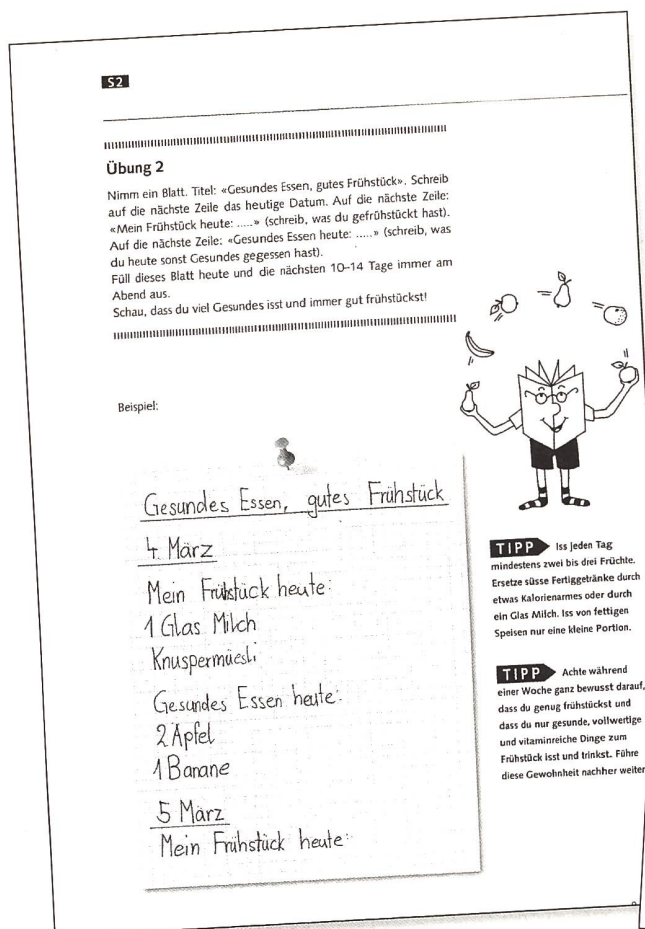 S2
Übung 2
Nimm ein Blatt. Titel: «Gesundes Essen, gutes Frühstück». Schreib
auf die nächste Zeile das heutige Datum. Auf die nächste Zeile:
«Mein Frühstück heute: .....» (schreib, was du gefrühstückt hast).
Auf die nächste Zeile: «Gesundes Essen heute: .....» (schreib, was
du heute sonst Gesundes gegessen hast).
Füll dieses Blatt heute und die nächsten 10–14 Tage immer am
Abend aus.
Schau, dass du viel Gesundes isst und immer gut frühstückst!
Beispiel:
Gesundes Essen, gutes Frühstück
4. März
Mein Frühstück heute:
1 Glas Milch
Knuspermüesli
Gesundes Essen heute:
2 Äpfel
1 Banane
5 März
Mein Frühstück heute:
TIPP Iss jeden Tag
mindestens zwei bis drei Früchte.
Ersetze süsse Fertiggetränke durch
etwas Kalorienarmes oder durch
ein Glas Milch. Iss von fettigen
Speisen nur eine kleine Portion.
TIPP Achte während
einer Woche ganz bewusst darauf,
dass du genug frühstückst und
dass du nur gesunde, vollwertige
und vitaminreiche Dinge zum
Frühstück isst und trinkst. Führe
diese Gewohnheit nachher weiter